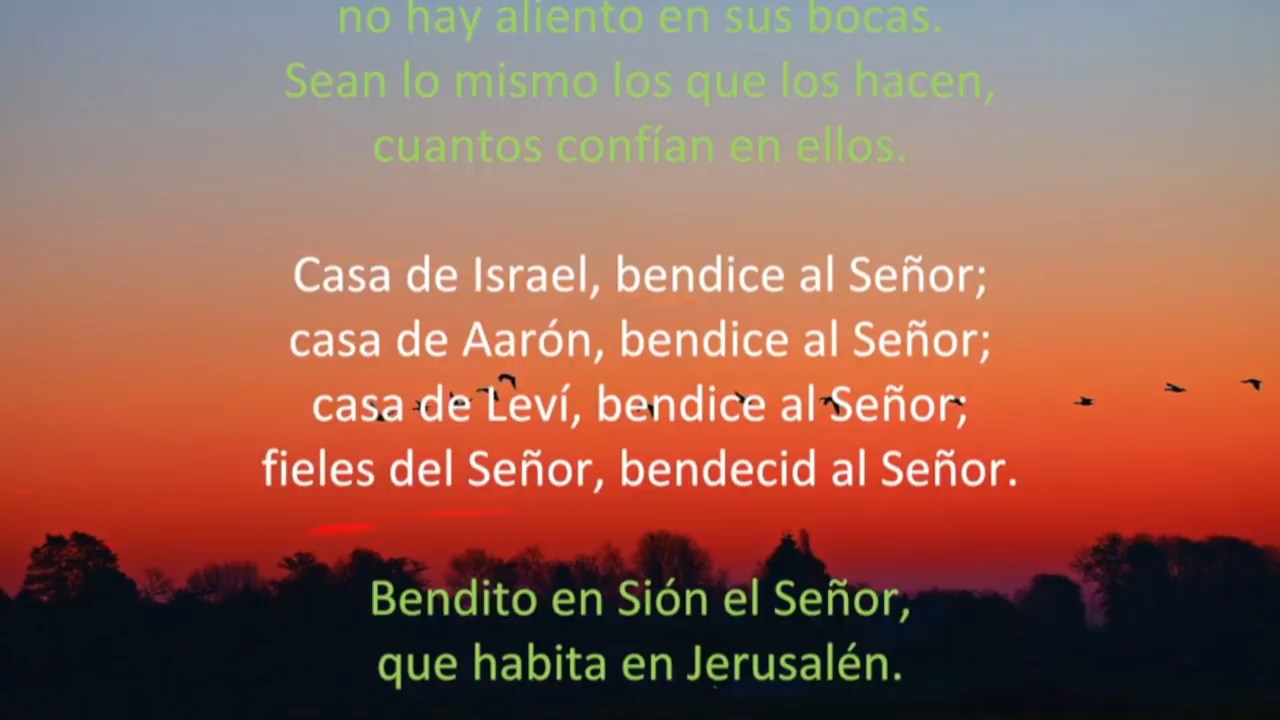 no hay aliento en sus bocas.
Sean lo mismo los que los hacen,
cuantos confían en ellos.
Casa de Israel, bendice al Señor;
casa de Aarón, bendice al Señor;
casa de Leví, bendice al Señor;
fieles del Señor, bendecid al Señor.
Bendito en Sión el Señor,
que habita en Jerusalén.